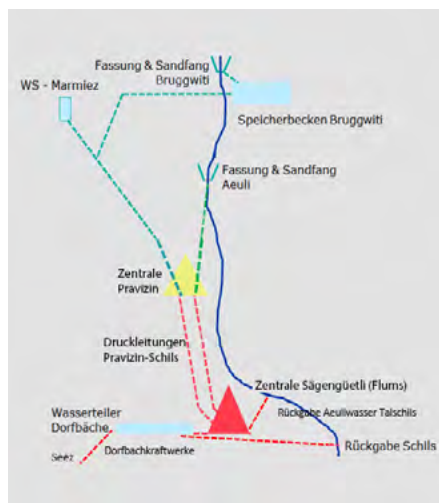 Fassung & Sandfang
Bruggwiti
WS - Marmiez
Speicherbecken Bruggwiti
Fassung & Sandfang
Aeuli
Zentrale
Pravizin
Druckleitungen
Pravizin-Schils
Zentrale Sägengüetli (Flums)
Wasserteiler
Dorfbäche
Rückgabe Aeuliwasser Talschils
Rückgabe Schils
Dorfbachkraftwerke
Seez